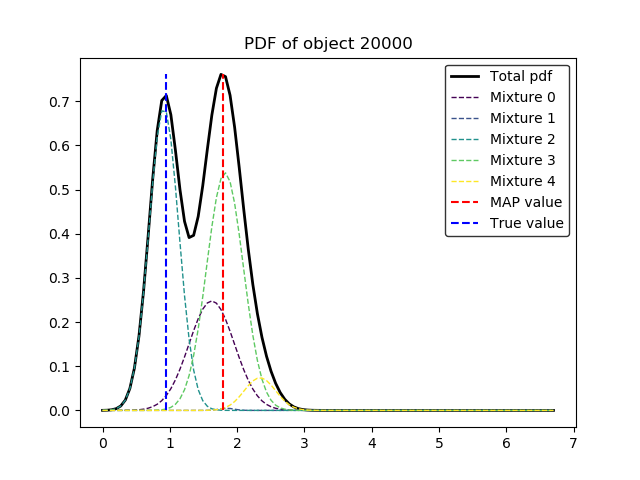 PDF of object 20000
Total pdf
Mixture 0
Mixture 1
Mixture 2
Mixture 3
Mixture 4
MAP value
True value
0.7
0.6
0.5
0.4
0.3
0.2
0.1
0.0
0 1 2 3 4 5 6 7